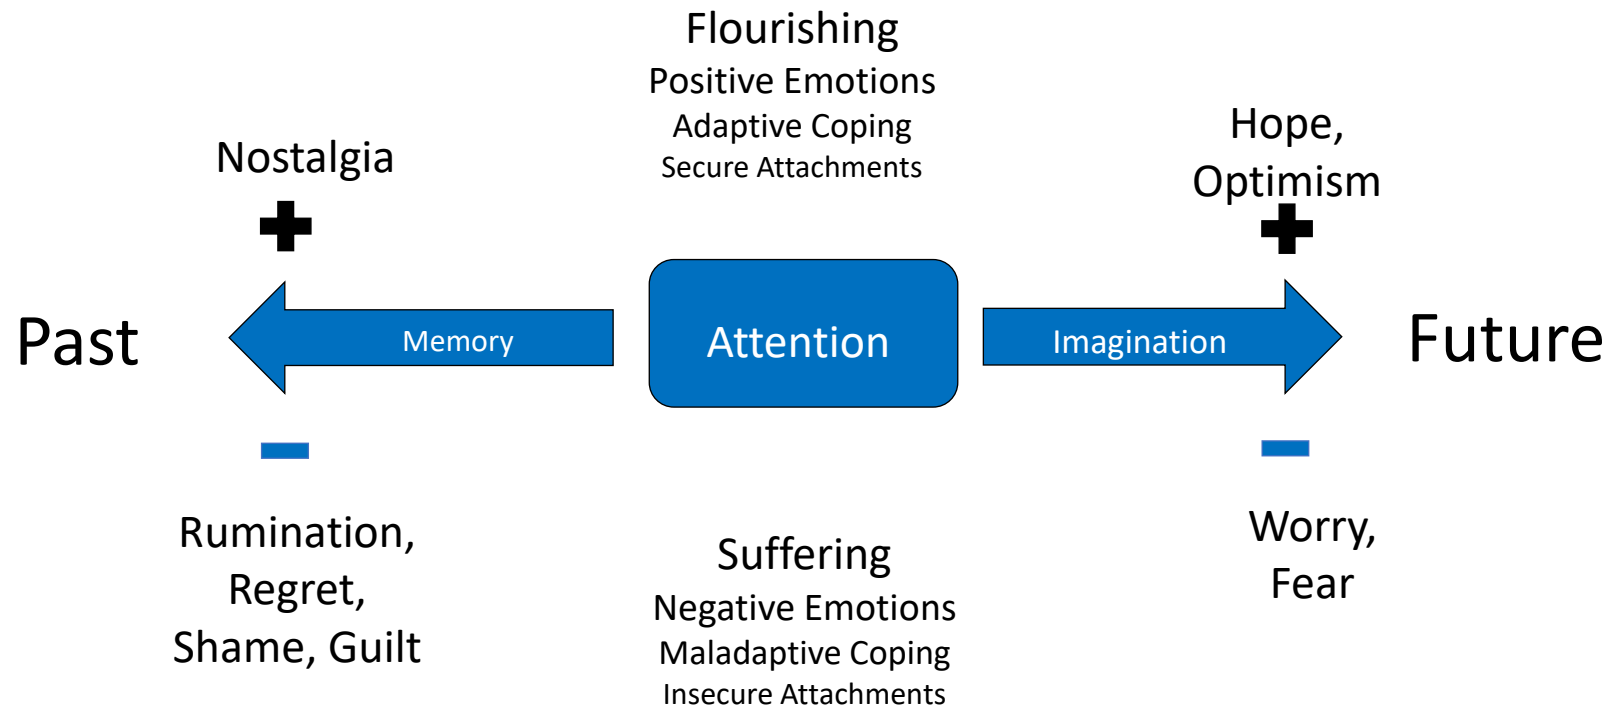 Flourishing
Positive Emotions
Adaptive Coping
Secure Attachments
Nostalgia
Hope,
Optimism
Past
Memory
Attention
Imagination
Future
Rumination,
Regret,
Shame, Guilt
Suffering
Negative Emotions
Maladaptive Coping
Insecure Attachments
Worry,
Fear